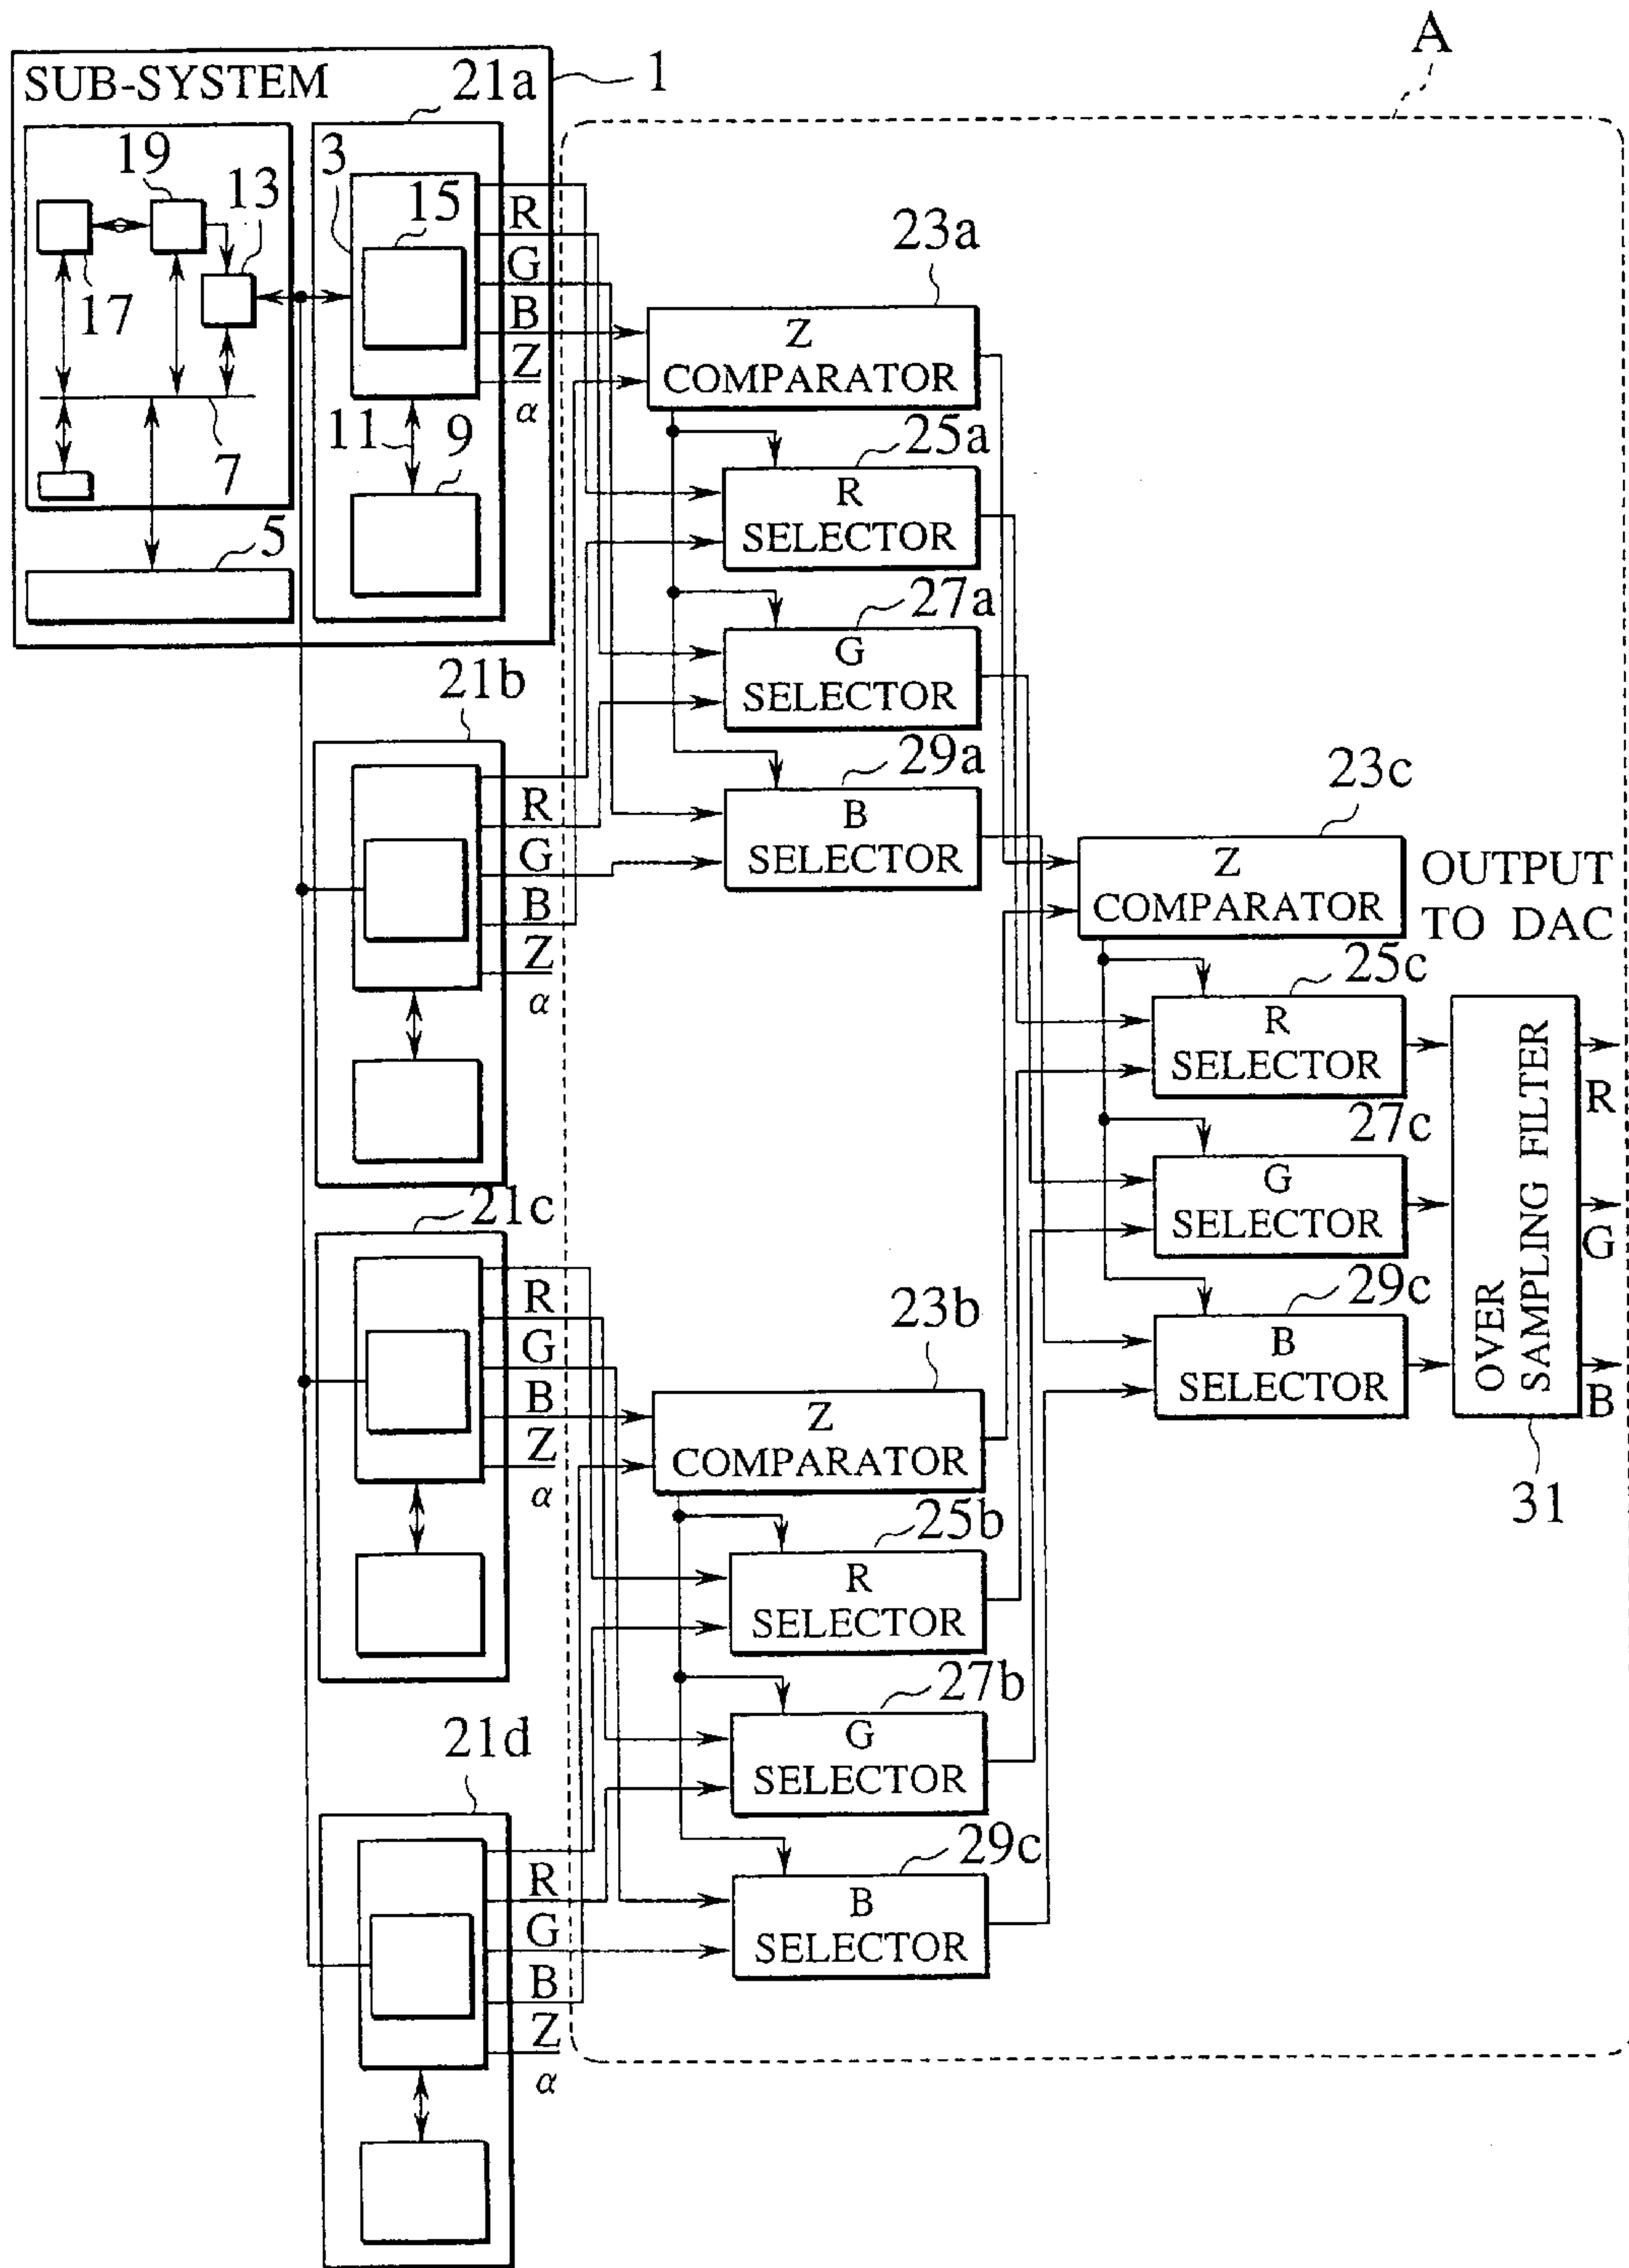 A
SUB-SYSTEM
1
21a
19
13
3
15
17
7
11
9
5
R
G
B
Z
α
23a
Z
COMPARATOR
25a
R
SELECTOR
27a
G
SELECTOR
29a
B
SELECTOR
21b
R
G
B
Z
α
23c
Z
COMPARATOR
OUTPUT
TO DAC
25c
R
SELECTOR
27c
G
SELECTOR
29c
B
SELECTOR
OVER
SAMPLING FILTER
R
G
B
31
21c
R
G
B
Z
α
23b
Z
COMPARATOR
25b
R
SELECTOR
27b
G
SELECTOR
29c
B
SELECTOR
21d
R
G
B
Z
α